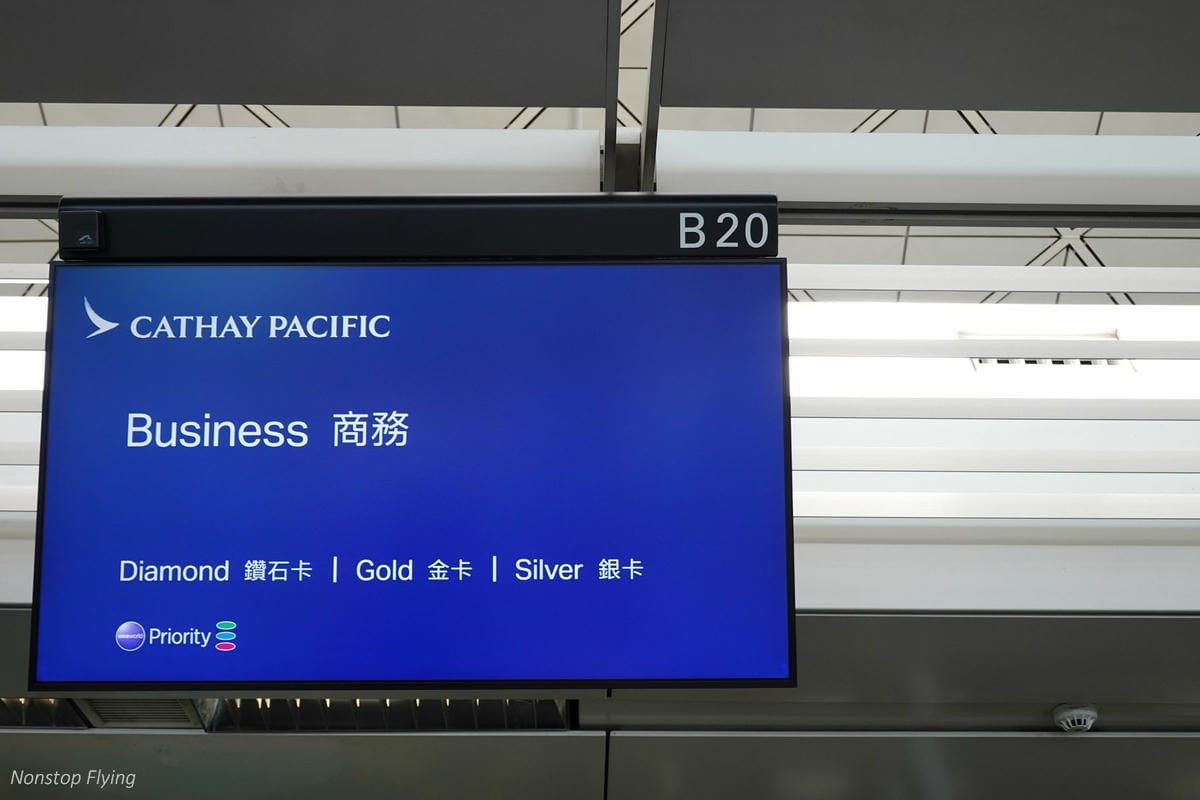 B20
CATHAY PACIFIC
Business 商務
Diamond 鑽石卡 | Gold 金卡 | Silver 銀卡
oneworld Priority
Nonstop Flying